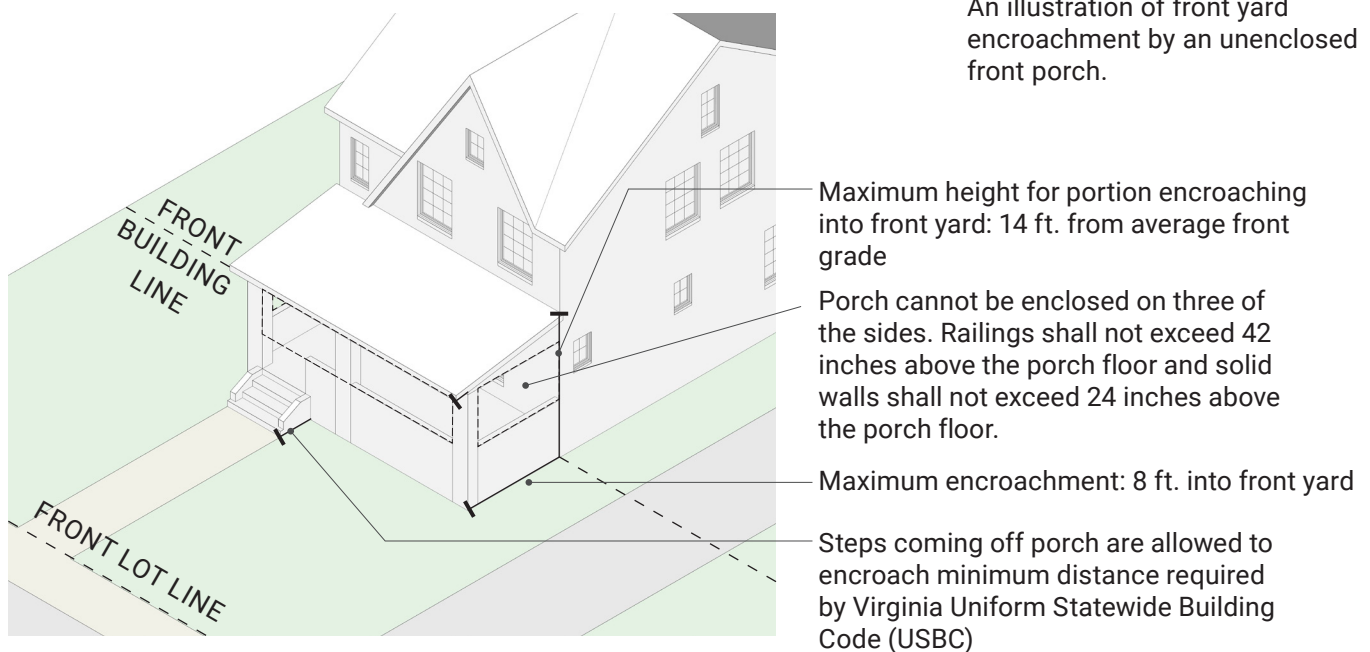 An illustration of front yard
encroachment by an unenclosed
front porch.
Maximum height for portion encroaching
into front yard: 14 ft. from average front
grade
Porch cannot be enclosed on three of
the sides. Railings shall not exceed 42
inches above the porch floor and solid
walls shall not exceed 24 inches above
the porch floor.
Maximum encroachment: 8 ft. into front yard
Steps coming off porch are allowed to
encroach minimum distance required
by Virginia Uniform Statewide Building
Code (USBC)
FRONT
BUILDING
LINE
FRONT LOT LINE